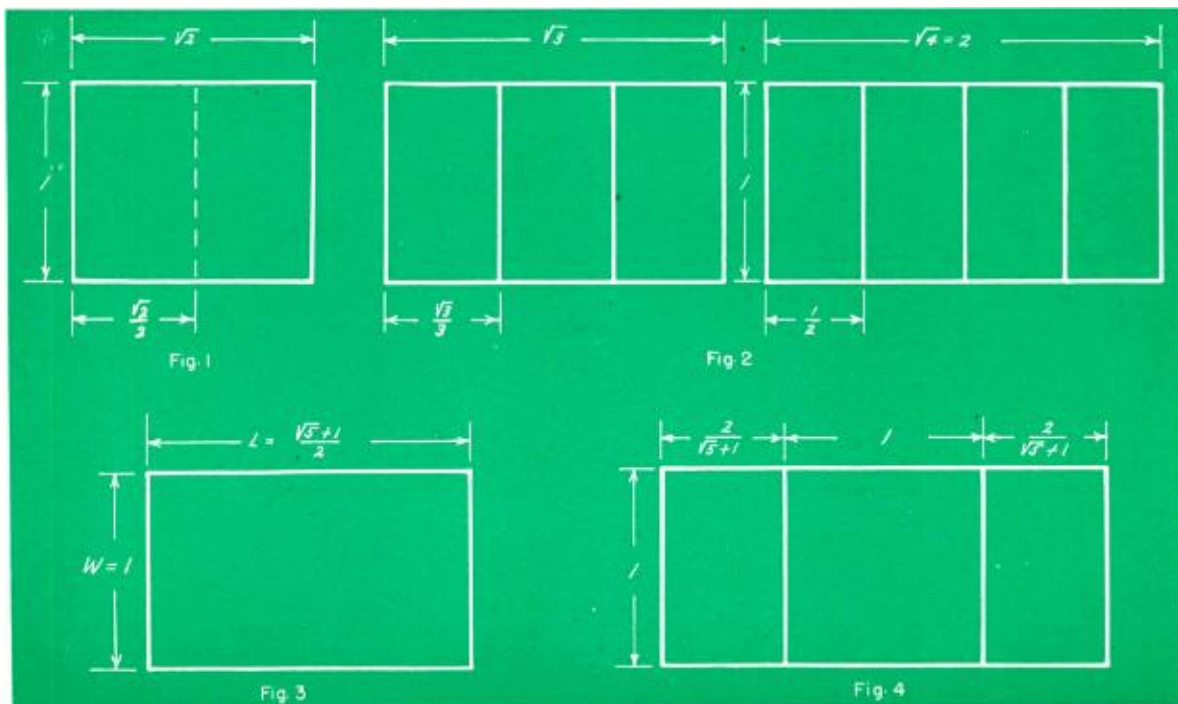 √2
√3
√4 = 2
1"
1
√2/2
√3/3
1/2
Fig. 1
Fig. 2
L = √5+1/2
2/√5+1
1
2/√5+1
W = 1
1
Fig. 3
Fig. 4